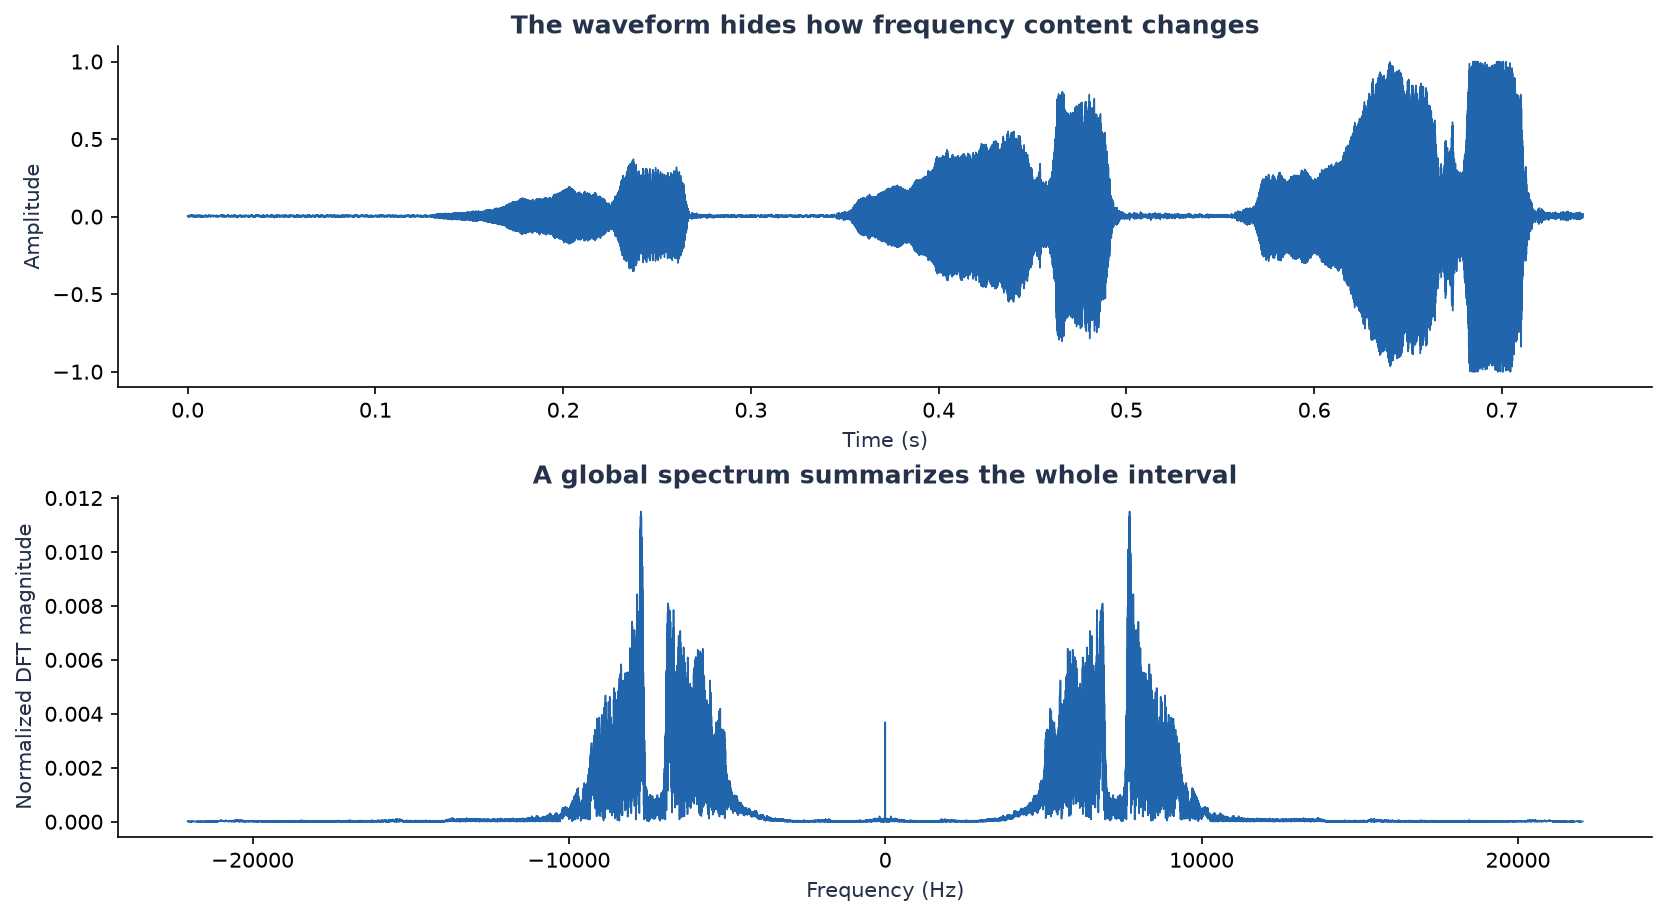 The waveform hides how frequency content changes
1.0
0.5
0.0
−0.5
−1.0
Amplitude
0.0 0.1 0.2 0.3 0.4 0.5 0.6 0.7
Time (s)
A global spectrum summarizes the whole interval
0.012
0.010
0.008
0.006
0.004
0.002
0.000
Normalized DFT magnitude
−20000 −10000 0 10000 20000
Frequency (Hz)